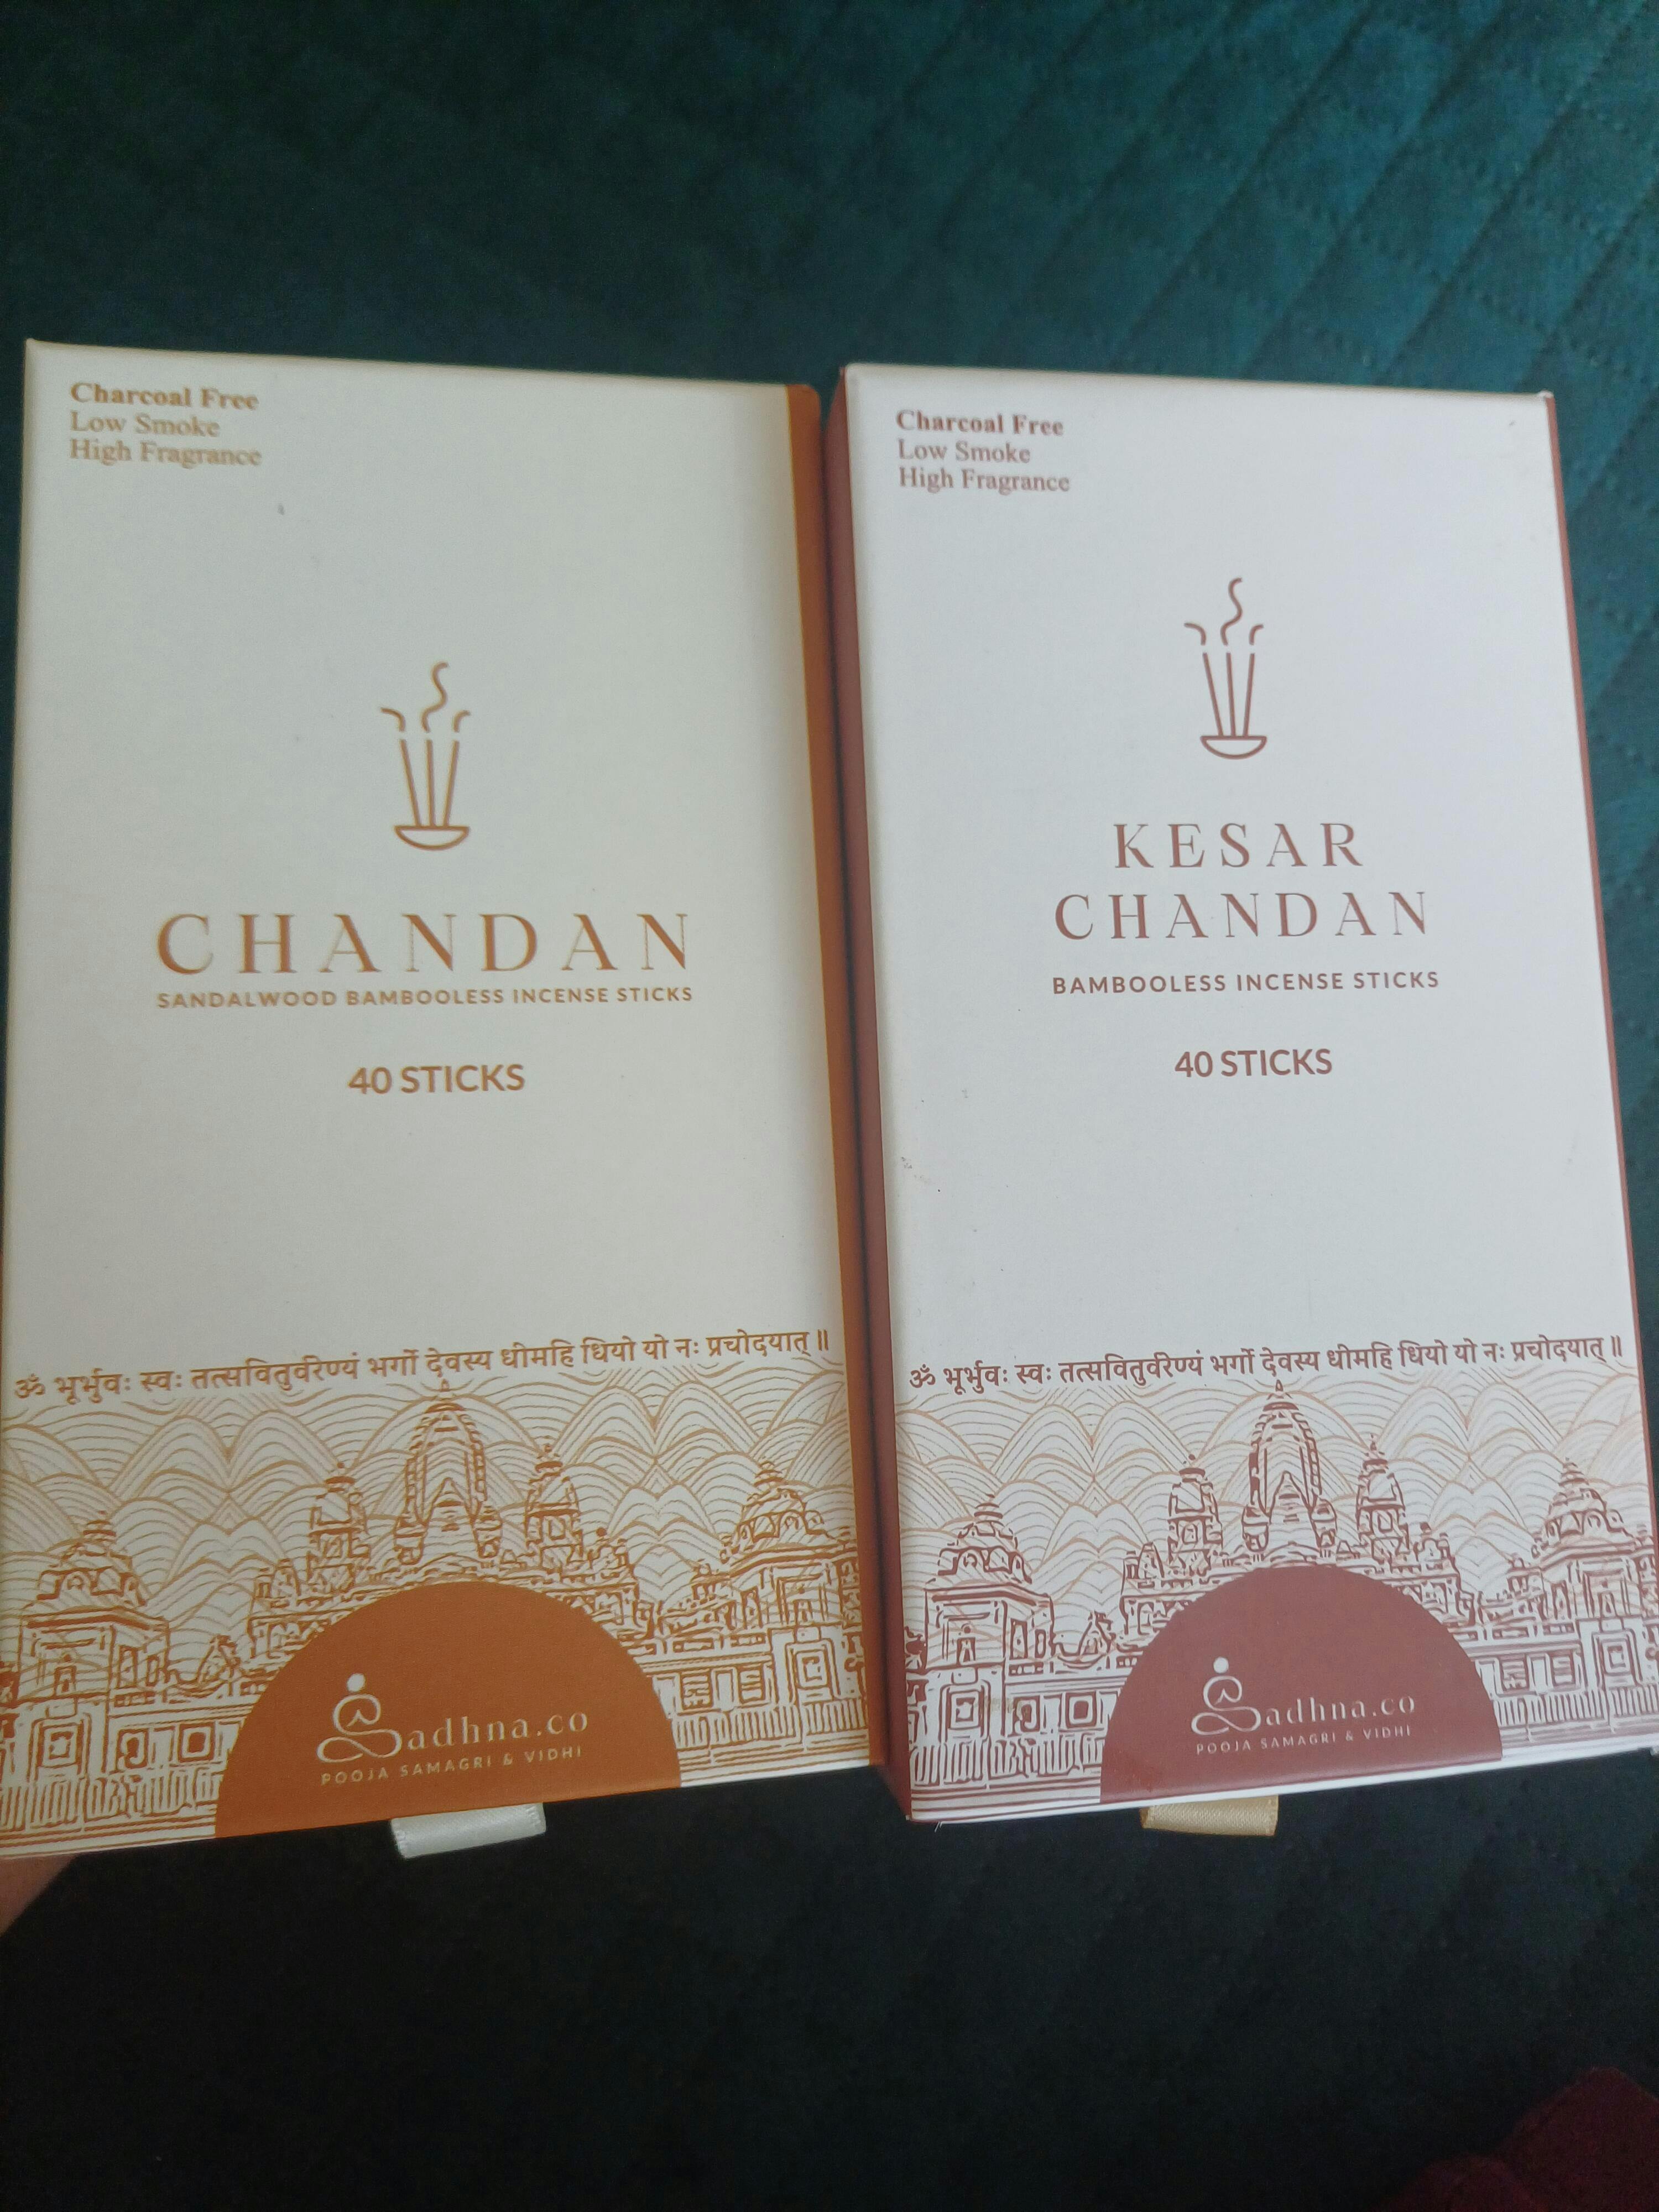 Charcoal Free
Low Smoke
High Fragrance
CHANDAN
SANDALWOOD BAMBOOLESS INCENSE STICKS
40 STICKS
ॐ भूर्भुवः स्वः तत्सवितुर्वरेण्यं भर्गो देवस्य धीमहि धियो यो नः प्रचोदयात् ॥
Sadhna.co
POOJA SAMAGRI & VIDHI
Charcoal Free
Low Smoke
High Fragrance
KESAR
CHANDAN
BAMBOOLESS INCENSE STICKS
40 STICKS
ॐ भूर्भुवः स्वः तत्सवितुर्वरेण्यं भर्गो देवस्य धीमहि धियो यो नः प्रचोदयात् ॥
Sadhna.co
POOJA SAMAGRI & VIDHI